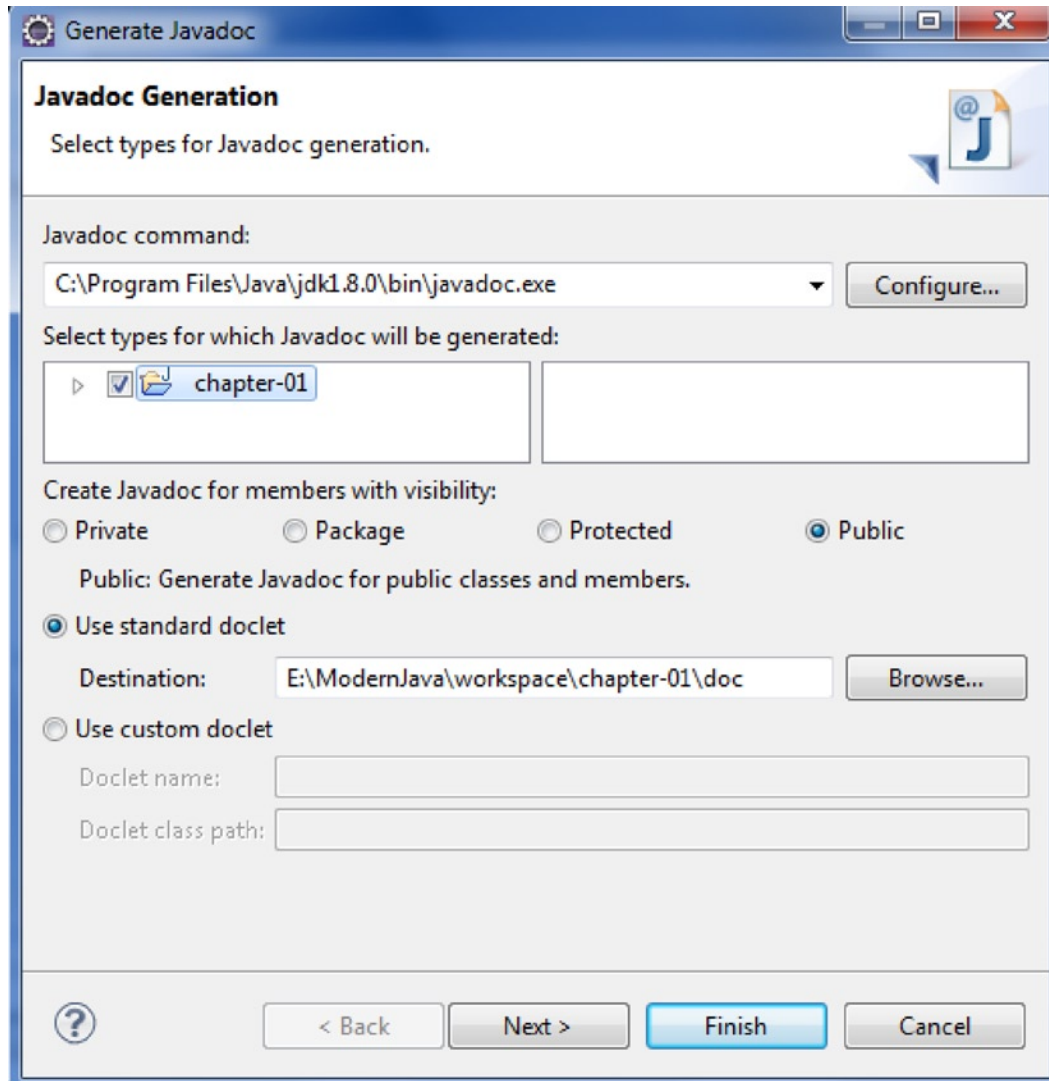 Generate Javadoc
Javadoc Generation
Select types for Javadoc generation.
@
J
Javadoc command:
C:\Program Files\Java\jdk1.8.0\bin\javadoc.exe
Configure...
Select types for which Javadoc will be generated:
chapter-01
Create Javadoc for members with visibility:
Private Package Protected Public
Public: Generate Javadoc for public classes and members.
Use standard doclet
Destination: E:\ModernJava\workspace\chapter-01\doc Browse...
Use custom doclet
Doclet name:
Doclet class path:
? < Back Next > Finish Cancel